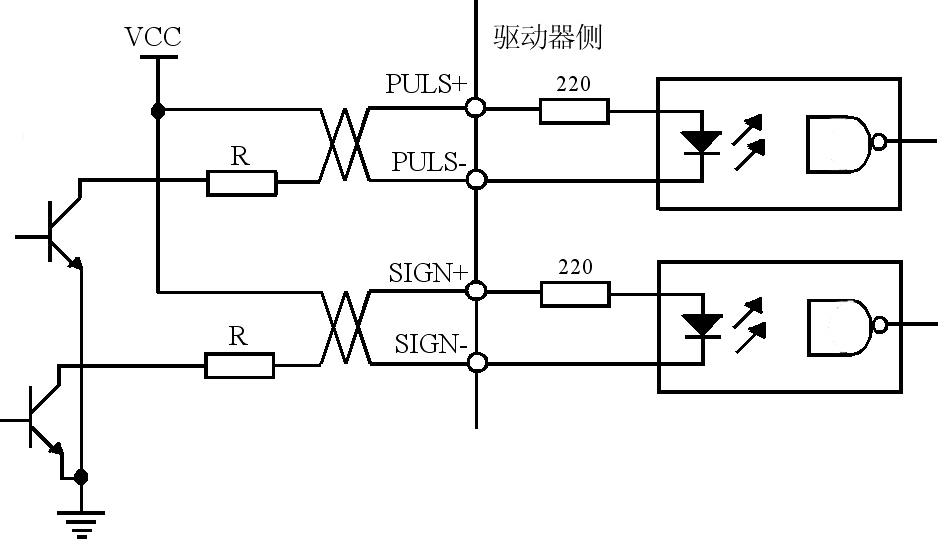 VCC
驱动器侧
PULS+
220
R
PULS-
SIGN+
220
R
SIGN-